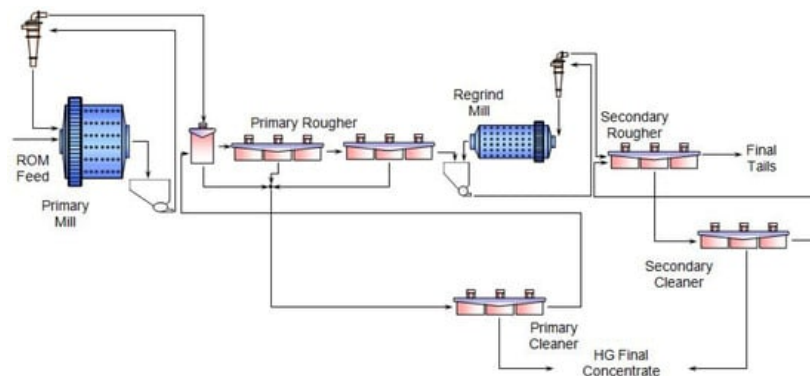 ROM
Feed
Primary
Mill
Primary Rougher
Regrind
Mill
Secondary
Rougher
Final
Tails
Secondary
Cleaner
Primary
Cleaner
HG Final
Concentrate